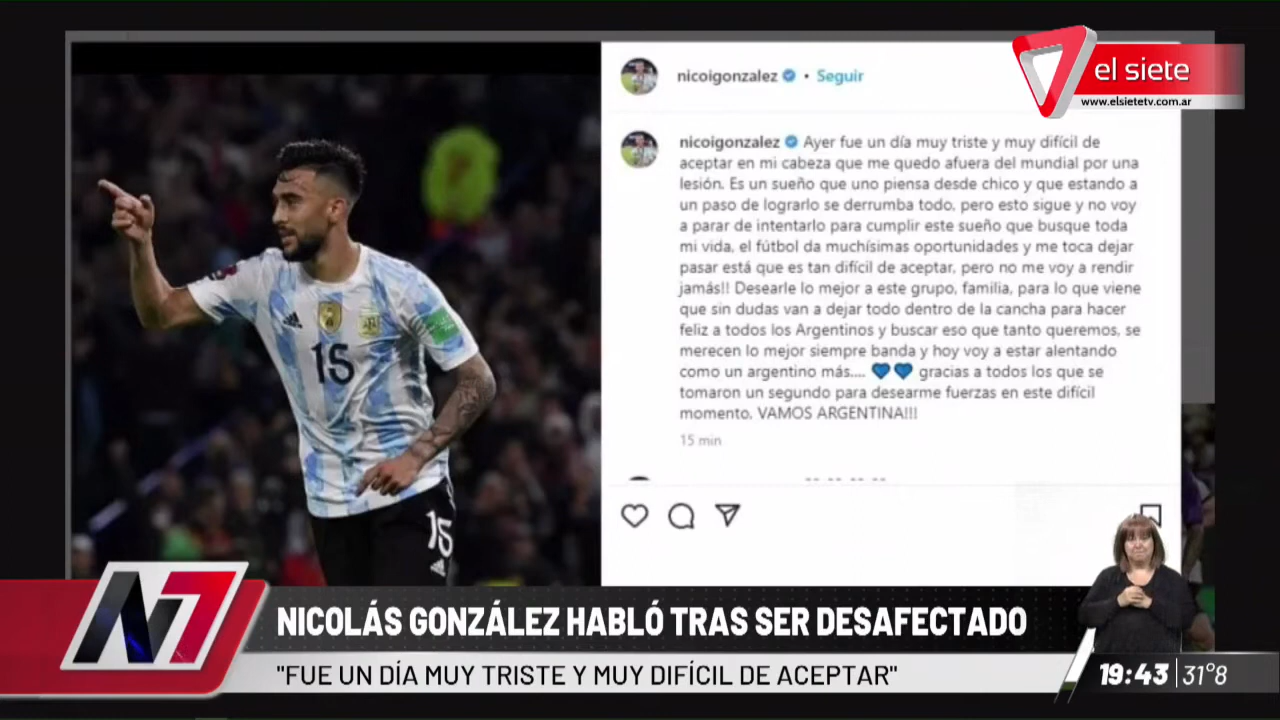 nicoigonzalez • Seguir
el siete
www.elsietetv.com.ar
nicoigonzalez Ayer fue un día muy triste y muy difícil de
aceptar en mi cabeza que me quedo afuera del mundial por una
lesión. Es un sueño que uno piensa desde chico y que estando a
un paso de lograrlo se derrumba todo, pero esto sigue y no voy
a parar de intentarlo para cumplir este sueño que busque toda
mi vida, el fútbol da muchísimas oportunidades y me toca dejar
pasar está que es tan difícil de aceptar, pero no me voy a rendir
jamás!! Desearle lo mejor a este grupo, familia, para lo que viene
que sin dudas van a dejar todo dentro de la cancha para hacer
feliz a todos los Argentinos y buscar eso que tanto queremos, se
merecen lo mejor siempre banda y hoy voy a estar alentando
como un argentino más.... 💙💙 gracias a todos los que se
tomaron un segundo para desearme fuerzas en este difícil
momento, VAMOS ARGENTINA!!!
15 min
15
15
N7
NICOLÁS GONZÁLEZ HABLÓ TRAS SER DESAFECTADO
"FUE UN DÍA MUY TRISTE Y MUY DIFÍCIL DE ACEPTAR"
19:43 31°8